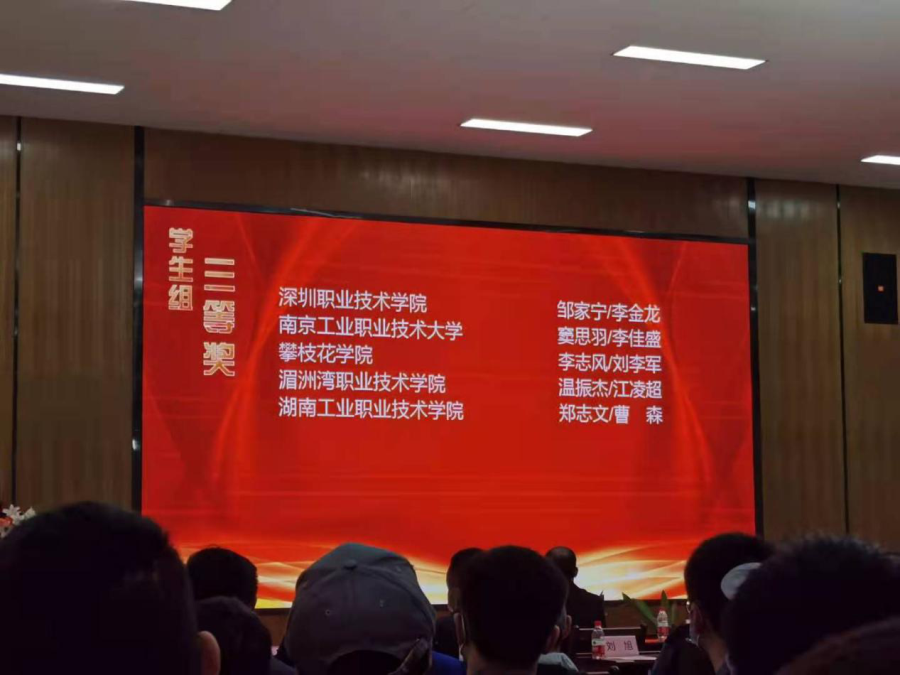 学生组
三等奖
深圳职业技术学院 邹家宁/李金龙
南京工业职业技术大学 窦思羽/李佳盛
攀枝花学院 李志风/刘李军
湄洲湾职业技术学院 温振杰/江凌超
湖南工业职业技术学院 郑志文/曹 森
刘 旭